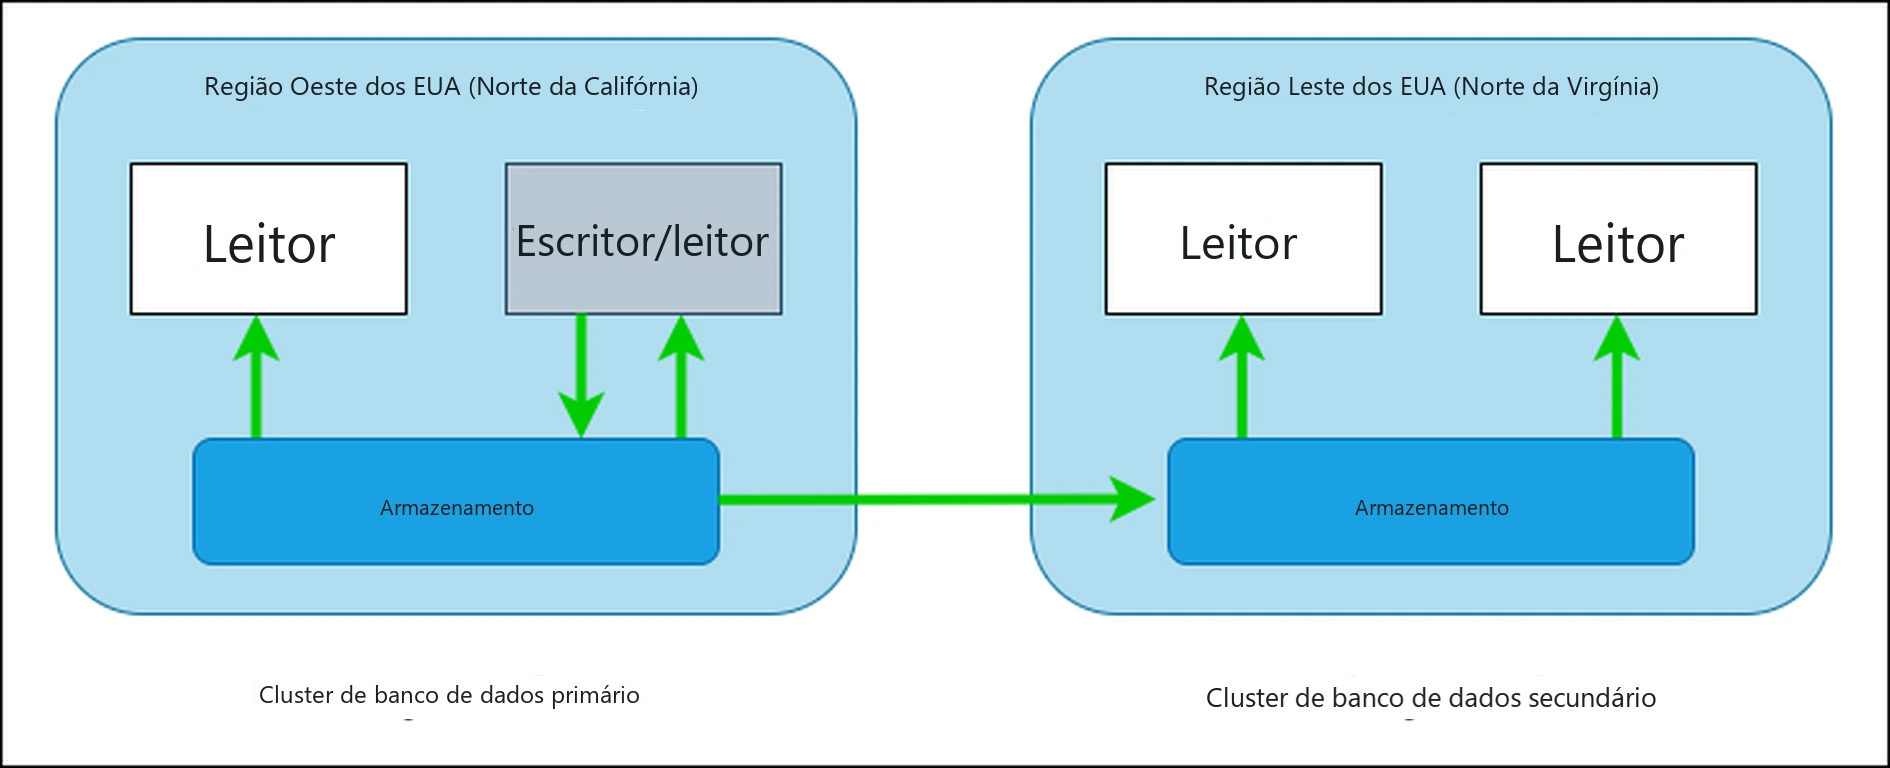 Região Oeste dos EUA (Norte da Califórnia)
Leitor
Escritor/leitor
Armazenamento
Cluster de banco de dados primário
Região Leste dos EUA (Norte da Virgínia)
Leitor
Leitor
Armazenamento
Cluster de banco de dados secundário